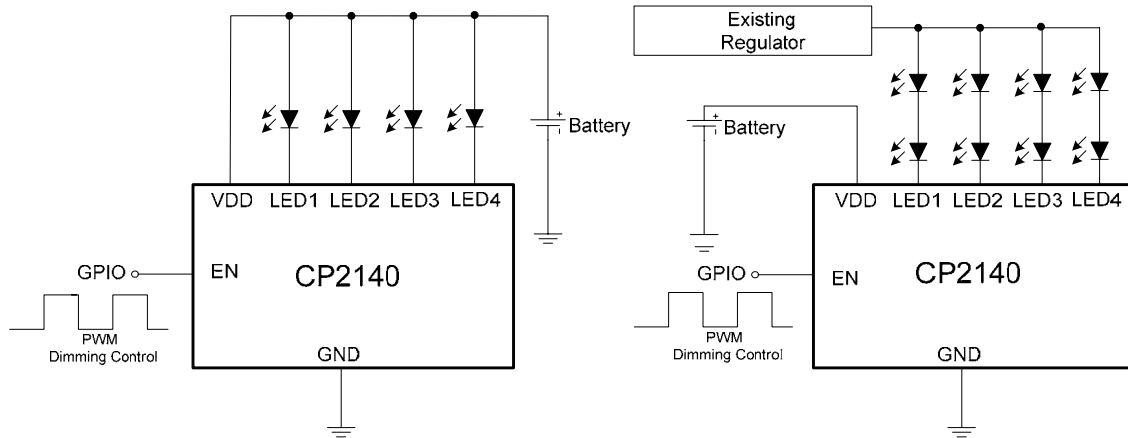 Battery
VDD LED1 LED2 LED3 LED4
GPIO
EN
CP2140
PWM
Dimming Control
GND
Existing
Regulator
Battery
VDD LED1 LED2 LED3 LED4
GPIO
EN
CP2140
PWM
Dimming Control
GND